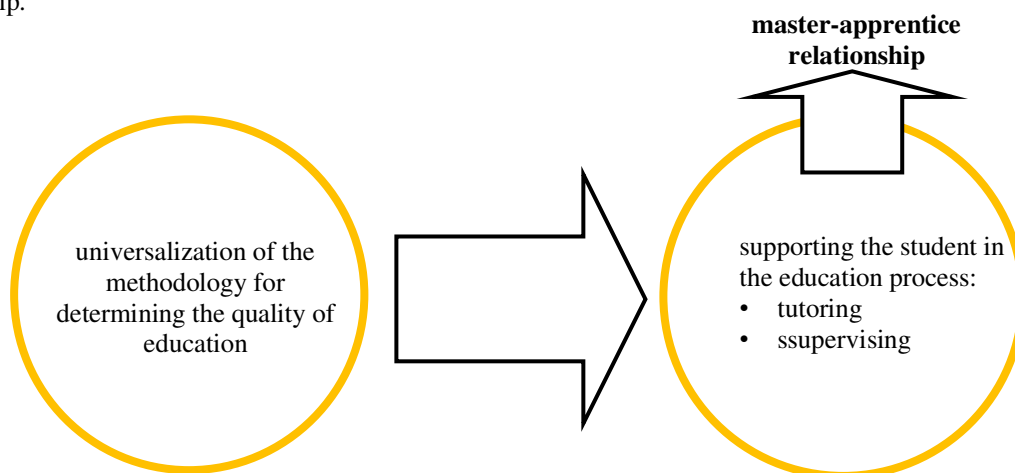 ip.
master-apprentice
relationship
universalization of the
methodology for
determining the quality of
education
supporting the student in
the education process:
• tutoring
• ssupervising